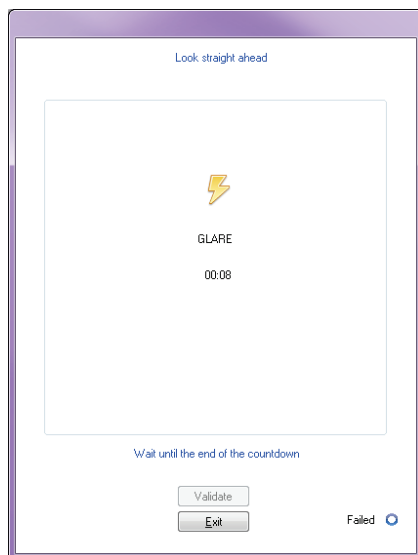 Look straight ahead
GLARE
00:08
Wait until the end of the countdown
Validate
Exit
Failed